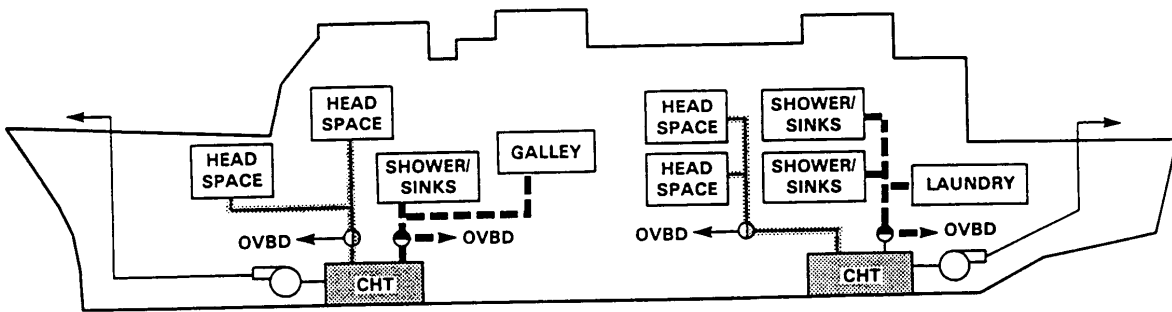 HEAD
SPACE
HEAD
SPACE
SHOWER/
SINKS
GALLEY
OVBD
OVBD
CHT
HEAD
SPACE
SHOWER/
SINKS
HEAD
SPACE
SHOWER/
SINKS
LAUNDRY
OVBD
OVBD
CHT